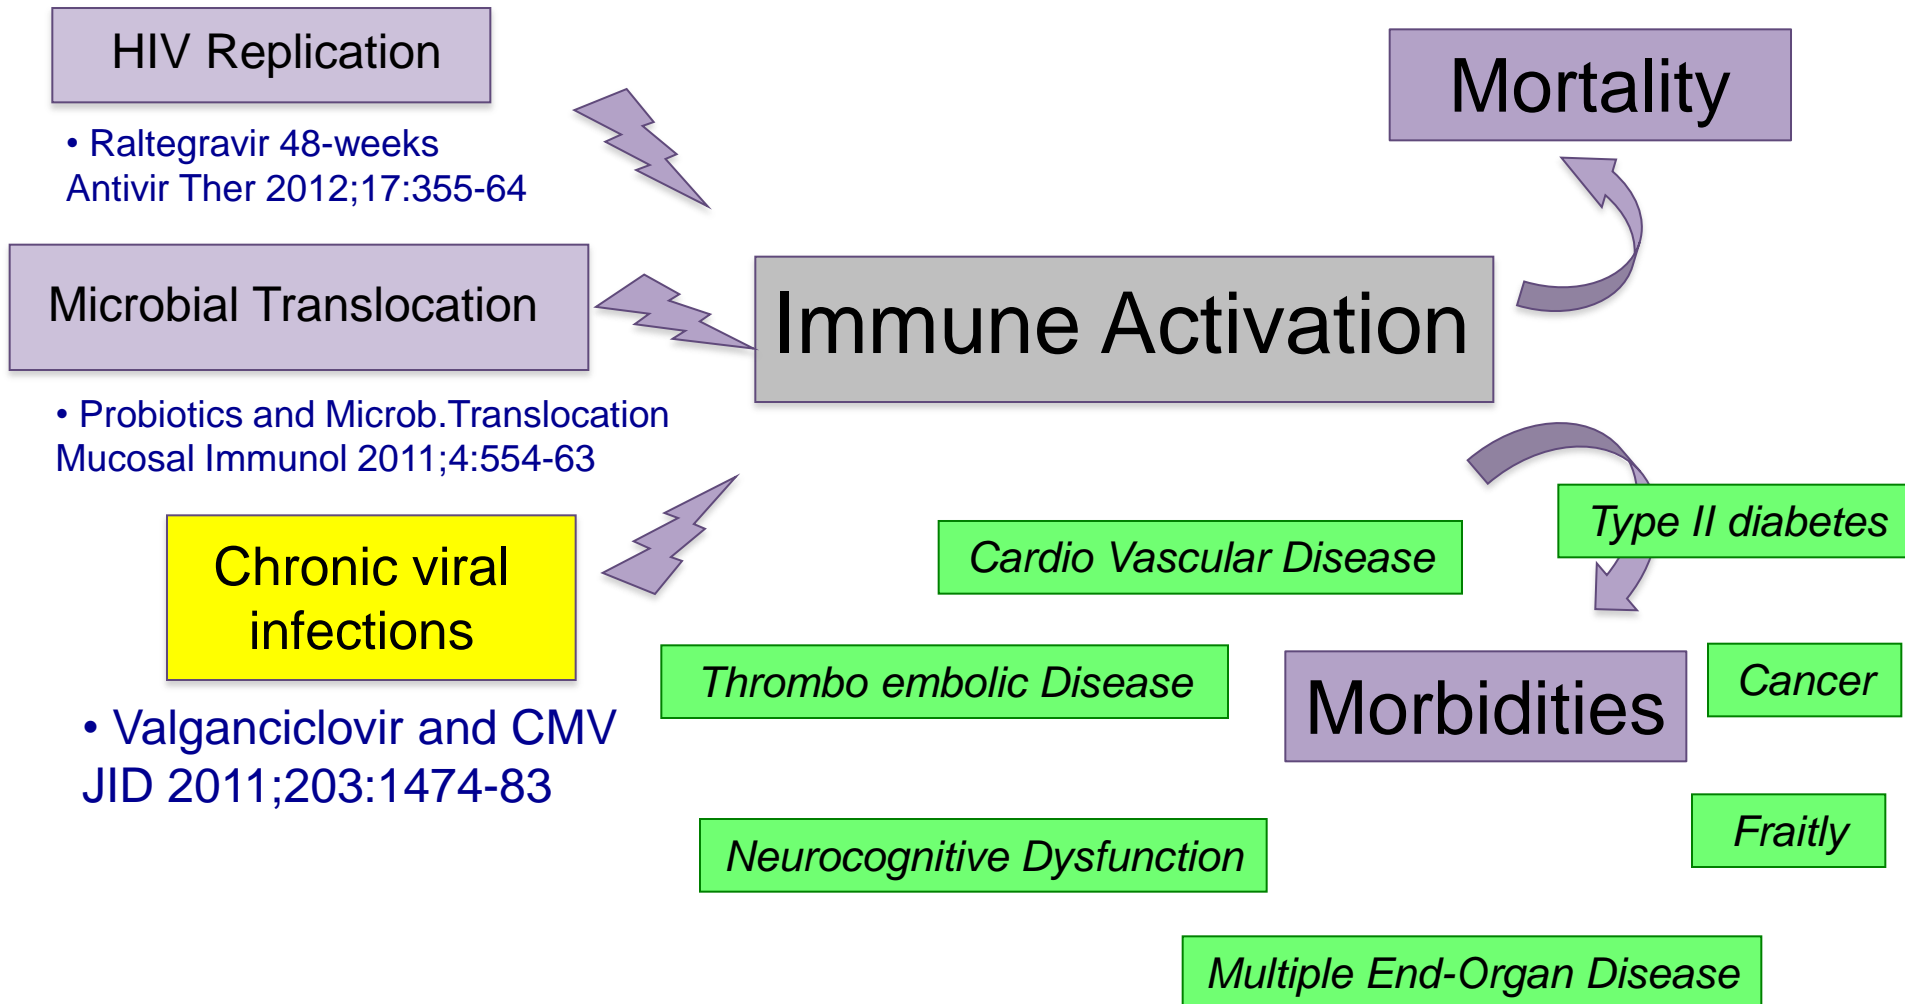 HIV Replication
• Raltegravir 48-weeks
Antivir Ther 2012;17:355-64
Microbial Translocation
• Probiotics and Microb.Translocation
Mucosal Immunol 2011;4:554-63
Chronic viral
infections
• Valganciclovir and CMV
JID 2011;203:1474-83
Immune Activation
Mortality
Type II diabetes
Cardio Vascular Disease
Thrombo embolic Disease
Morbidities
Cancer
Fraitly
Neurocognitive Dysfunction
Multiple End-Organ Disease